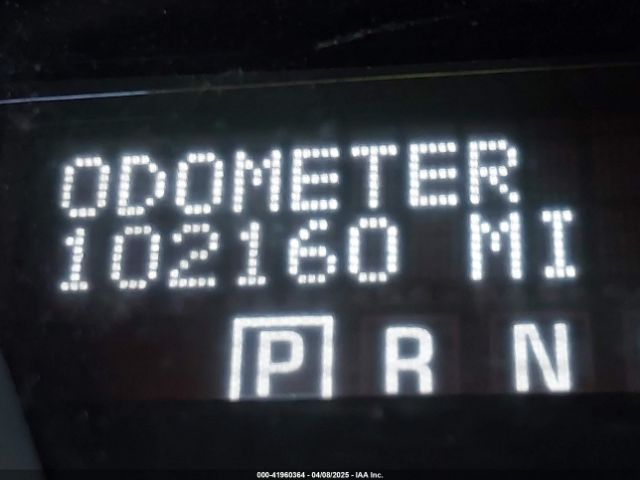 ODOMETER
102160 MI
P R N
000-41960364 - 04/08/2025 - IAA Inc.